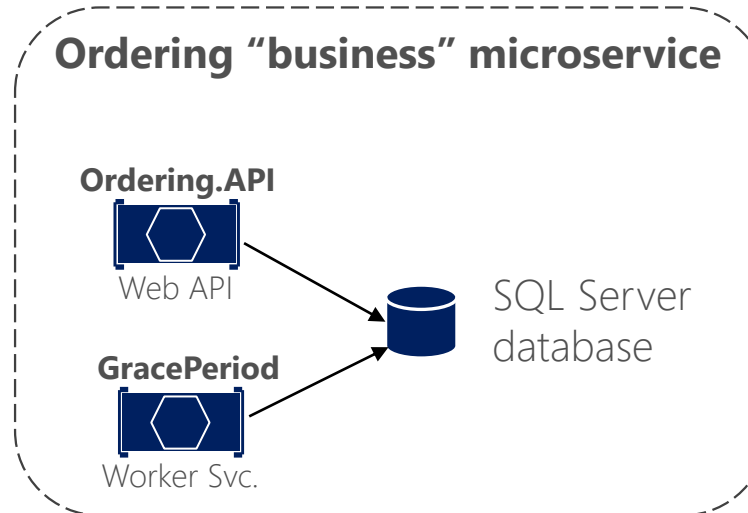 Ordering “business” microservice
Ordering.API
Web API
SQL Server
database
GracePeriod
Worker Svc.